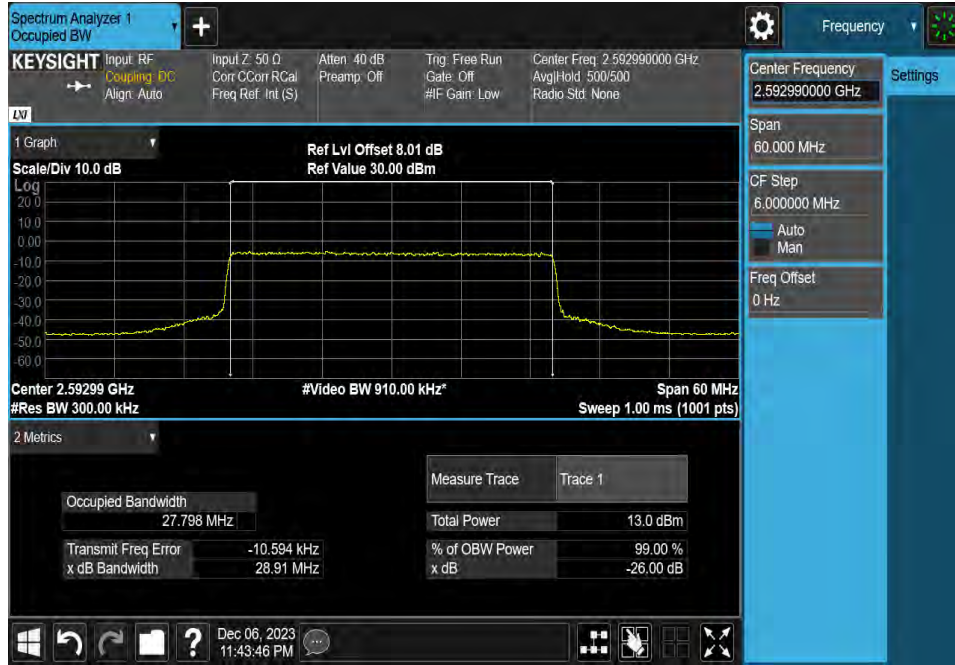 Spectrum Analyzer 1
Occupied BW
+
Frequency
KEYSIGHT
Input: RF
Coupling: DC
Align: Auto
Input Z: 50 Ω
Corr CCorr RCal
Freq Ref: Int (S)
Atten: 40 dB
Preamp: Off
Trig: Free Run
Gate: Off
#IF Gain: Low
Center Freq: 2.592990000 GHz
Avg|Hold: 500/500
Radio Std: None
LXI
Center Frequency
2.592990000 GHz
Settings
Span
60.000 MHz
CF Step
6.000000 MHz
Auto
Man
Freq Offset
0 Hz
1 Graph
Scale/Div 10.0 dB
Ref Lvl Offset 8.01 dB
Ref Value 30.00 dBm
Log
20.0
10.0
0.00
-10.0
-20.0
-30.0
-40.0
-50.0
-60.0
Center 2.59299 GHz
#Video BW 910.00 kHz*
Span 60 MHz
#Res BW 300.00 kHz
Sweep 1.00 ms (1001 pts)
2 Metrics
Measure Trace
Trace 1
Occupied Bandwidth
27.798 MHz
Total Power
13.0 dBm
Transmit Freq Error
-10.594 kHz
% of OBW Power
99.00 %
x dB Bandwidth
28.91 MHz
x dB
-26.00 dB
?
Dec 06, 2023
11:43:46 PM